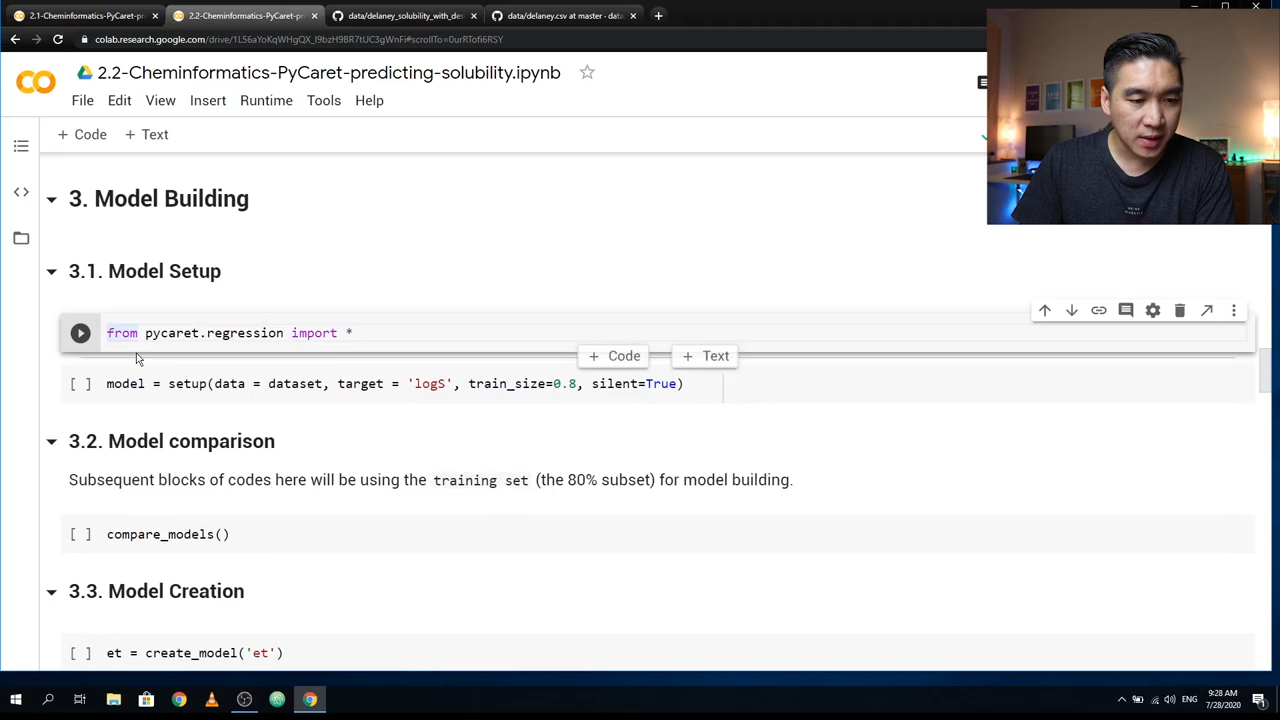 2.1-Cheminformatics-PyCaret-pre
2.2-Cheminformatics-PyCaret-pre
data/delaney_solubility_with_des
data/delaney.csv at master · data
colab.research.google.com/drive/1L56aYoKqWHgQX_I9bzH9BR7tUC3gWnFi#scrollTo=0urRTofi6RSY
2.2-Cheminformatics-PyCaret-predicting-solubility.ipynb
File Edit View Insert Runtime Tools Help
+ Code + Text
3. Model Building
3.1. Model Setup
from pycaret.regression import *
+ Code + Text
[ ] model = setup(data = dataset, target = 'logS', train_size=0.8, silent=True)
3.2. Model comparison
Subsequent blocks of codes here will be using the training set (the 80% subset) for model building.
[ ] compare_models()
3.3. Model Creation
[ ] et = create_model('et')
ENG
9:28 AM
7/28/2020